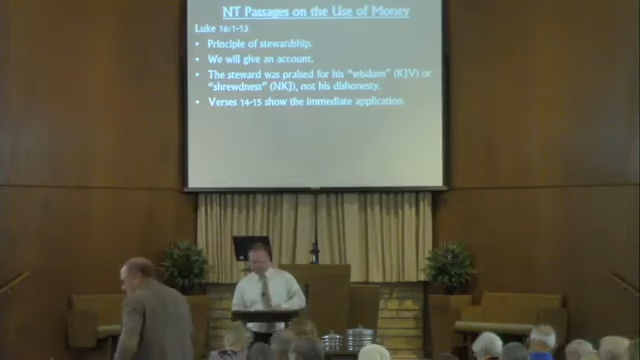 NT Passages on the Use of Money
Luke 16:1-13
• Principle of stewardship.
• We will give an account.
• The steward was praised for his "wisdom" (KJV) or
"shrewdness" (NKJ), not his dishonesty.
• Verses 14-15 show the immediate application.